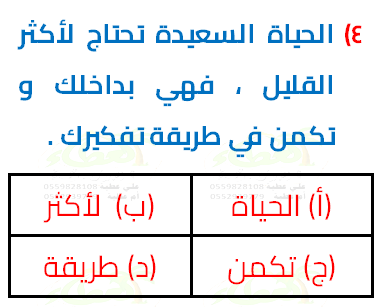 ٤) الحياة السعيدة تحتاج لأكثر
القليل ، فهي بداخلك و
تكمن في طريقة تفكيرك .
(أ) الحياة (ب) لأكثر
(ج) تكمن (د) طريقة